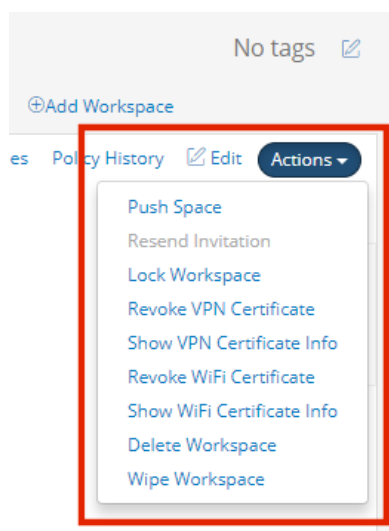 No tags
Add Workspace
es Policy History Edit Actions
Push Space
Resend Invitation
Lock Workspace
Revoke VPN Certificate
Show VPN Certificate Info
Revoke WiFi Certificate
Show WiFi Certificate Info
Delete Workspace
Wipe Workspace